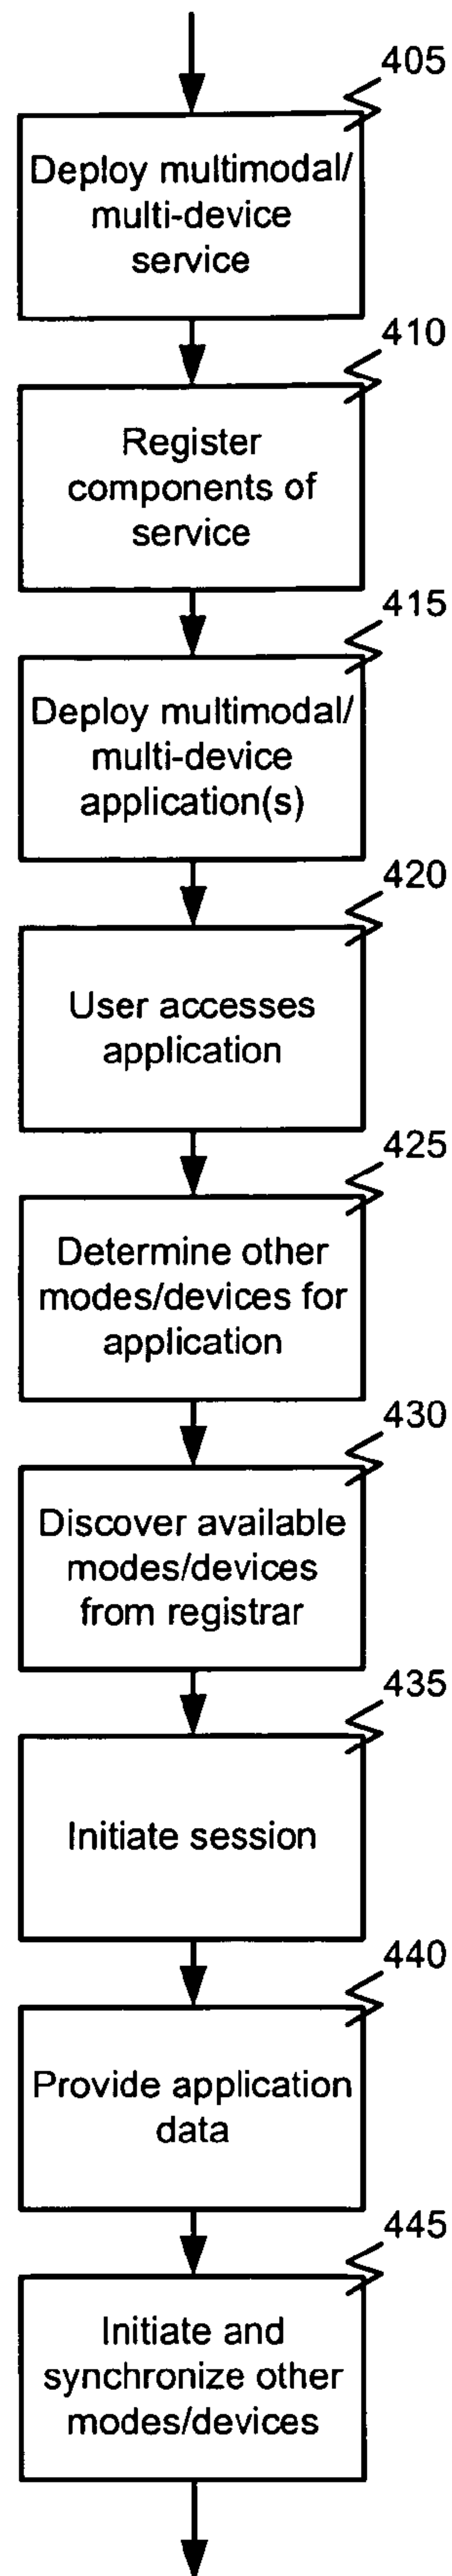 405
Deploy multimodal/
multi-device
service
410
Register
components of
service
415
Deploy multimodal/
multi-device
application(s)
420
User accesses
application
425
Determine other
modes/devices for
application
430
Discover available
modes/devices
from registrar
435
Initiate session
440
Provide application
data
445
Initiate and
synchronize other
modes/devices